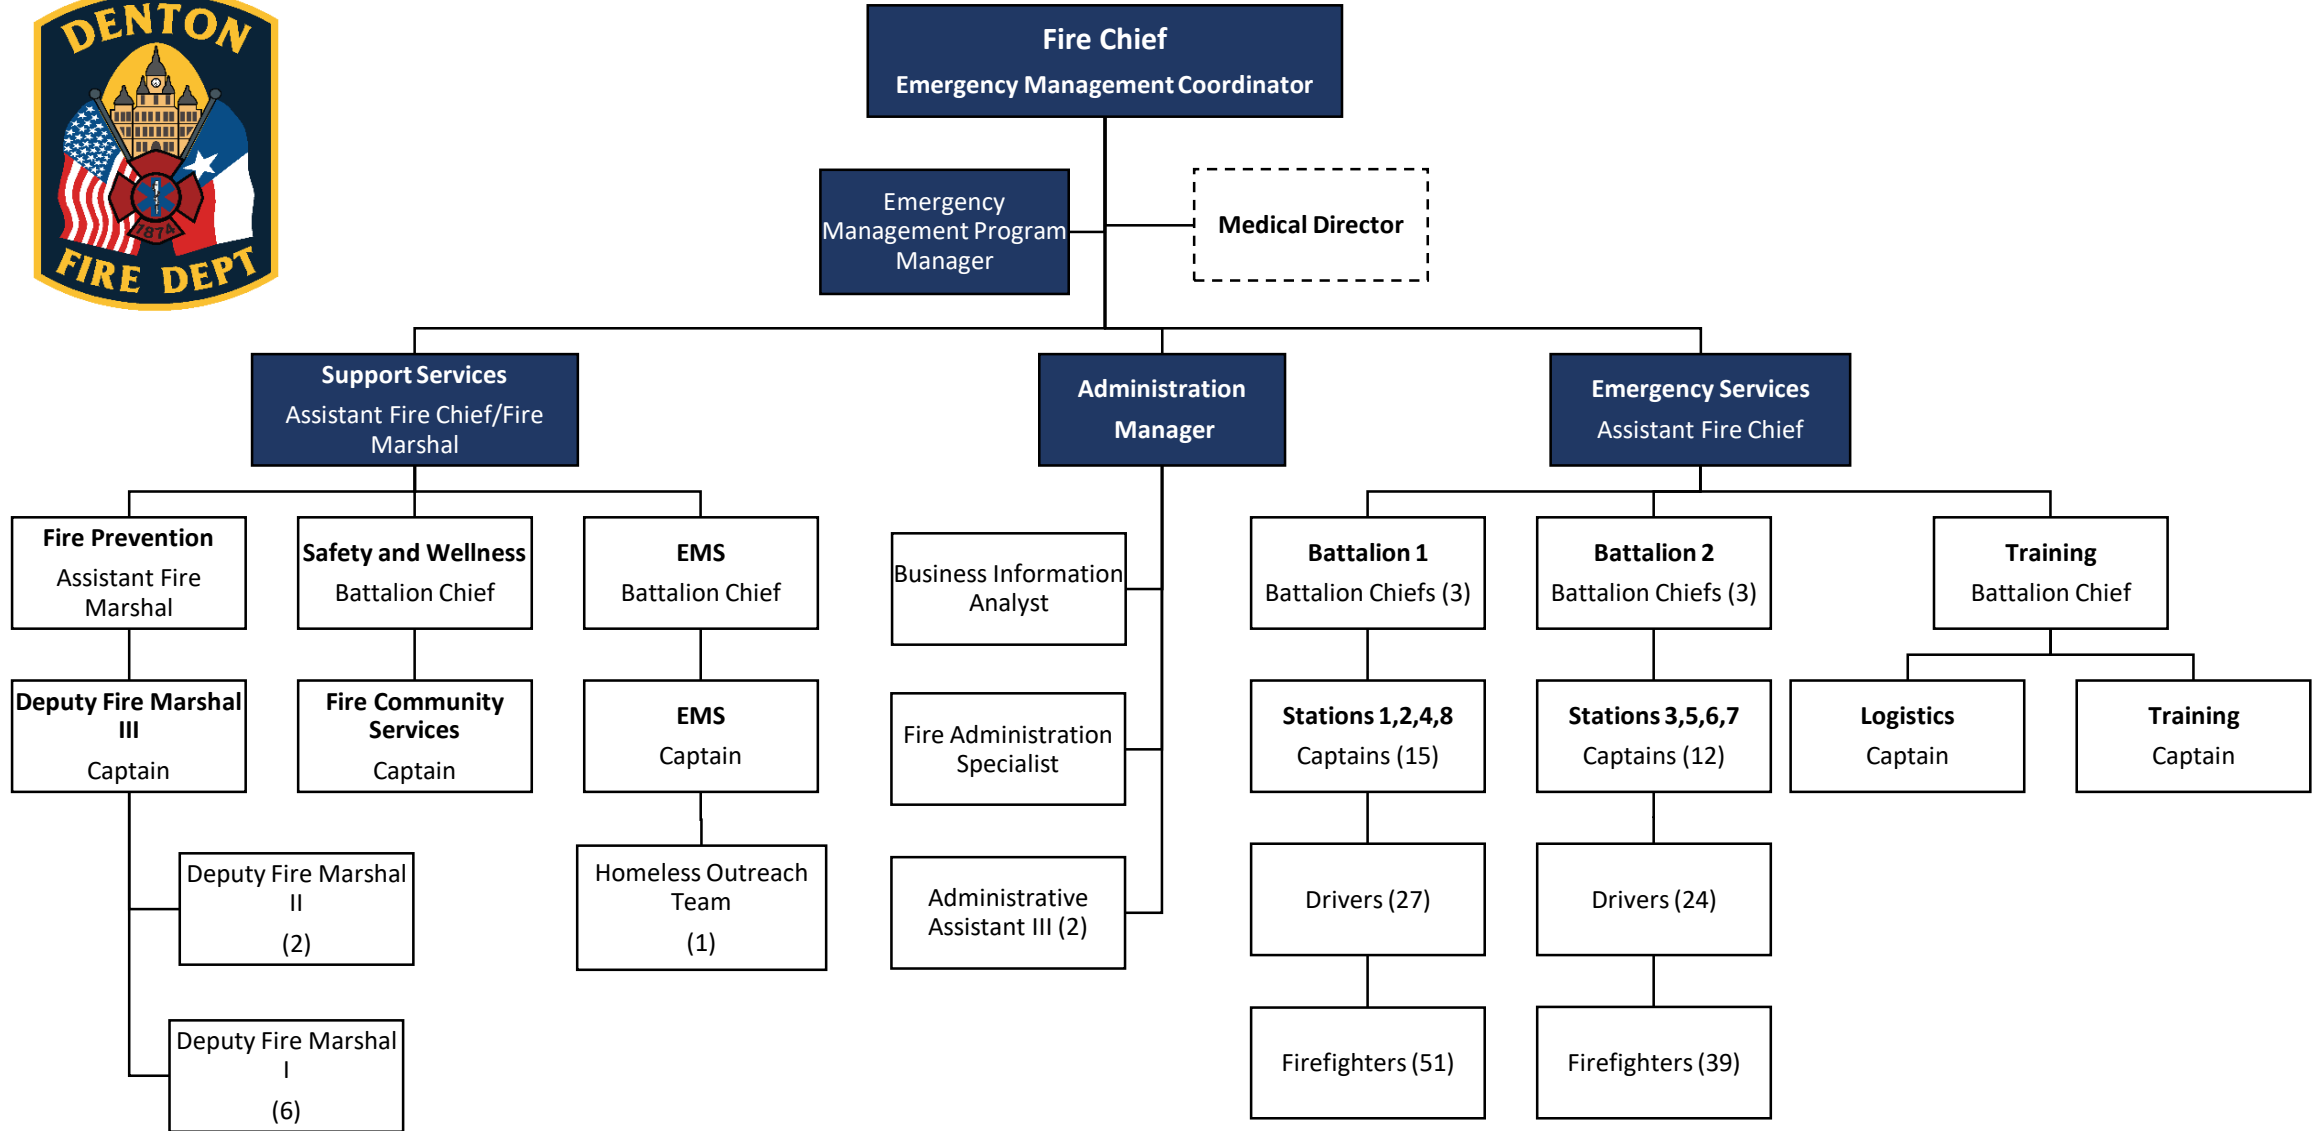 DENTON
1874
FIRE DEPT
Fire Chief
Emergency Management Coordinator
Emergency
Management Program
Manager
Medical Director
Support Services
Assistant Fire Chief/Fire
Marshal
Administration
Manager
Emergency Services
Assistant Fire Chief
Fire Prevention
Assistant Fire
Marshal
Safety and Wellness
Battalion Chief
EMS
Battalion Chief
Business Information
Analyst
Battalion 1
Battalion Chiefs (3)
Battalion 2
Battalion Chiefs (3)
Training
Battalion Chief
Deputy Fire Marshal
III
Captain
Fire Community
Services
Captain
EMS
Captain
Fire Administration
Specialist
Stations 1,2,4,8
Captains (15)
Stations 3,5,6,7
Captains (12)
Logistics
Captain
Training
Captain
Deputy Fire Marshal
II
(2)
Homeless Outreach
Team
(1)
Administrative
Assistant III (2)
Drivers (27)
Drivers (24)
Deputy Fire Marshal
I
(6)
Firefighters (51)
Firefighters (39)